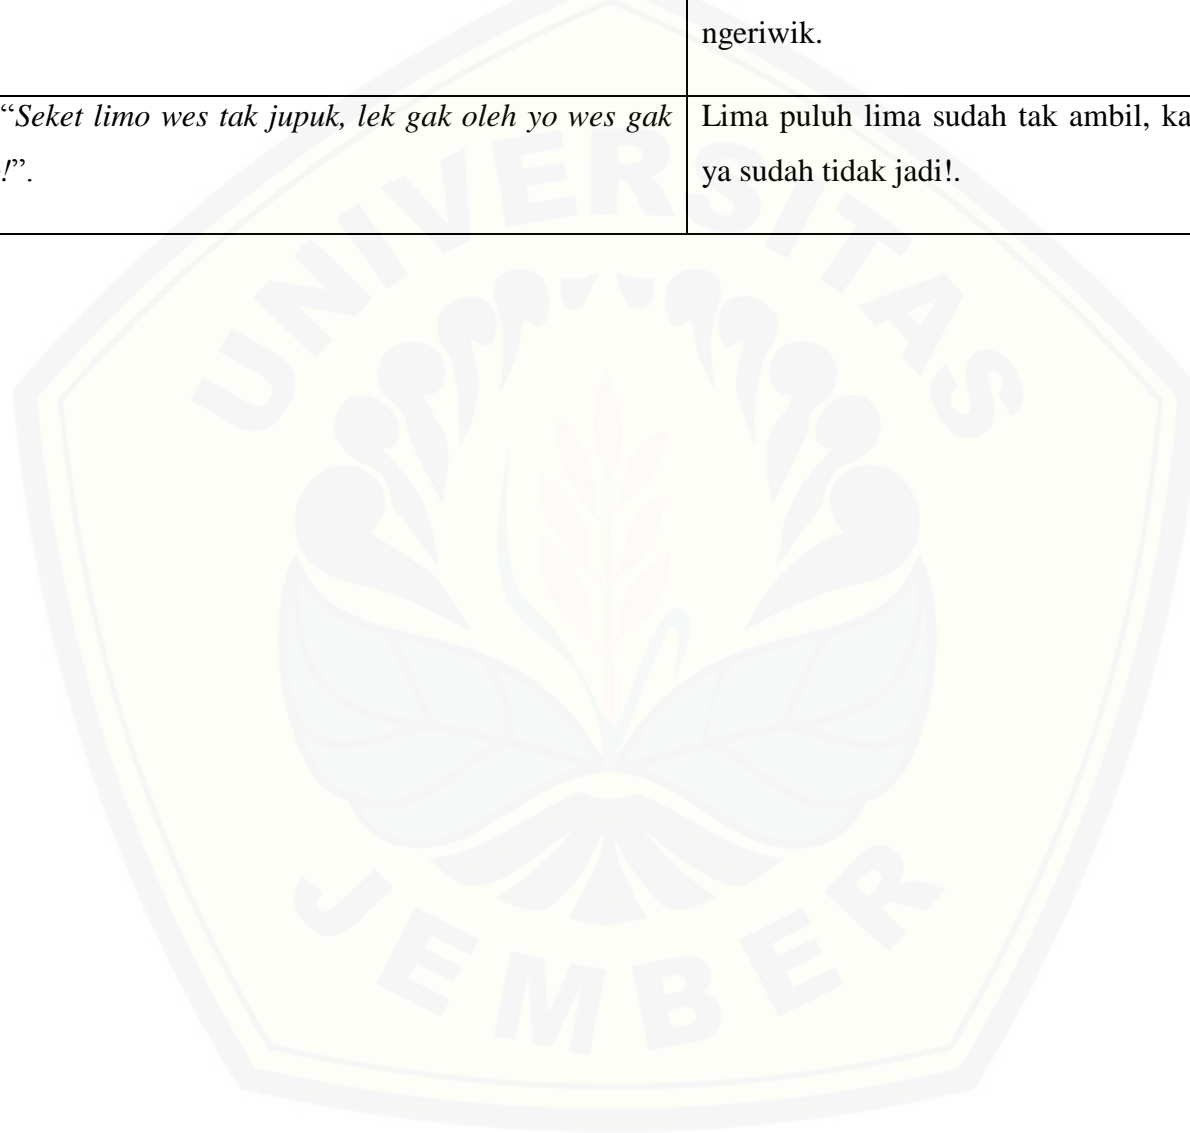 ngeriwik.
“Seket limo wes tak jupuk, lek gak oleh yo wes gak
!”.
Lima puluh lima sudah tak ambil, ka
ya sudah tidak jadi!.
UNIVERSITAS
JEMBER